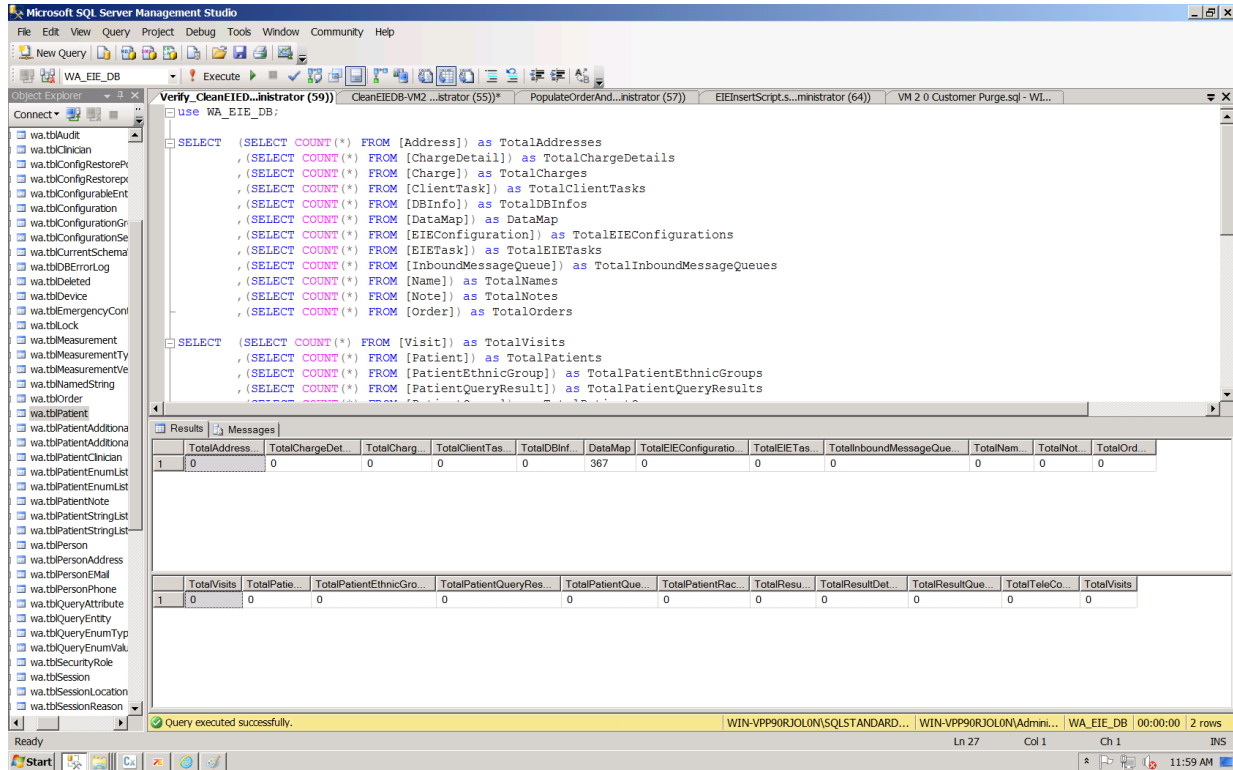 Microsoft SQL Server Management Studio
File Edit View Query Project Debug Tools Window Community Help
New Query
WA_EIE_DB Execute
Object Explorer
Verify_CleanEIED...inistrator (59)) CleanEIEDB-VM2 ...istrator (55))* PopulateOrderAnd...inistrator (57)) EIEInsertScript.s...ministrator (64)) VM 2 0 Customer Purge.sql - WI...
Connect
wa.tblAudit
wa.tblClinician
wa.tblConfigRestorePo
wa.tblConfigRestorepo
wa.tblConfigurableEnt
wa.tblConfiguration
wa.tblConfigurationGr
wa.tblConfigurationSe
wa.tblCurrentSchema
wa.tblDBErrorLog
wa.tblDeleted
wa.tblDevice
wa.tblEmergencyCont
wa.tblLock
wa.tblMeasurement
wa.tblMeasurementTy
wa.tblMeasurementVe
wa.tblNamedString
wa.tblOrder
wa.tblPatient
wa.tblPatientAdditiona
wa.tblPatientAdditiona
wa.tblPatientClinician
wa.tblPatientEnumList
wa.tblPatientEnumList
wa.tblPatientNote
wa.tblPatientStringList
wa.tblPatientStringList
wa.tblPerson
wa.tblPersonAddress
wa.tblPersonEMail
wa.tblPersonPhone
wa.tblQueryAttribute
wa.tblQueryEntity
wa.tblQueryEnumTyp
wa.tblQueryEnumValu
wa.tblSecurityRole
wa.tblSession
wa.tblSessionLocation
wa.tblSessionReason
use WA_EIE_DB;
SELECT (SELECT COUNT(*) FROM [Address]) as TotalAddresses
,(SELECT COUNT(*) FROM [ChargeDetail]) as TotalChargeDetails
,(SELECT COUNT(*) FROM [Charge]) as TotalCharges
,(SELECT COUNT(*) FROM [ClientTask]) as TotalClientTasks
,(SELECT COUNT(*) FROM [DBInfo]) as TotalDBInfos
,(SELECT COUNT(*) FROM [DataMap]) as DataMap
,(SELECT COUNT(*) FROM [EIEConfiguration]) as TotalEIEConfigurations
,(SELECT COUNT(*) FROM [EIETask]) as TotalEIETasks
,(SELECT COUNT(*) FROM [InboundMessageQueue]) as TotalInboundMessageQueues
,(SELECT COUNT(*) FROM [Name]) as TotalNames
,(SELECT COUNT(*) FROM [Note]) as TotalNotes
,(SELECT COUNT(*) FROM [Order]) as TotalOrders
SELECT (SELECT COUNT(*) FROM [Visit]) as TotalVisits
,(SELECT COUNT(*) FROM [Patient]) as TotalPatients
,(SELECT COUNT(*) FROM [PatientEthnicGroup]) as TotalPatientEthnicGroups
,(SELECT COUNT(*) FROM [PatientQueryResult]) as TotalPatientQueryResults
Results Messages
TotalAddress... TotalChargeDet... TotalCharg... TotalClientTas... TotalDBInf... DataMap TotalEIEConfiguratio... TotalEIETas... TotalInboundMessageQue... TotalNam... TotalNot... TotalOrd...
1 0 0 0 0 0 367 0 0 0 0 0 0
TotalVisits TotalPatie... TotalPatientEthnicGro... TotalPatientQueryRes... TotalPatientQue... TotalPatientRac... TotalResu... TotalResultDet... TotalResultQue... TotalTeleCo... TotalVisits
1 0 0 0 0 0 0 0 0 0 0 0
Query executed successfully. WIN-VPP90RJOL0N\SQLSTANDARD... WIN-VPP90RJOL0N\Admini... WA_EIE_DB 00:00:00 2 rows
Ready Ln 27 Col 1 Ch 1 INS
Start 11:59 AM